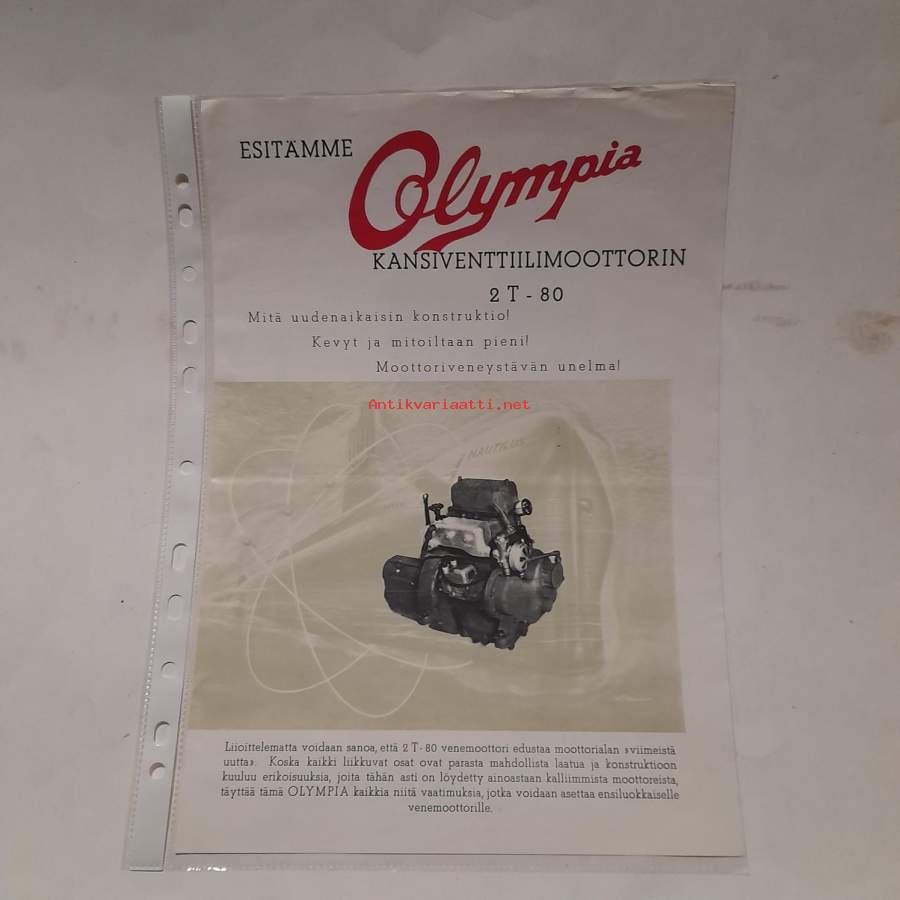 ESITÄMME
Olympia
KANSIVENTTIILIMOOTTORIN
2 T - 80
Mitä uudenaikaisin konstruktio!
Kevyt ja mitoiltaan pieni!
Moottoriveneystävän unelma!
Antikvariaatti.net
NAUTILUS
Liioittelematta voidaan sanoa, että 2 T - 80 venemoottori edustaa moottorialan »viimeistä
uutta». Koska kaikki liikkuvat osat ovat parasta mahdollista laatua ja konstruktioon
kuuluu erikoisuuksia, joita tähän asti on löydetty ainoastaan kalliimmista moottoreista,
täyttää tämä OLYMPIA kaikkia niitä vaatimuksia, jotka voidaan asettaa ensiluokkaiselle
venemoottorille.